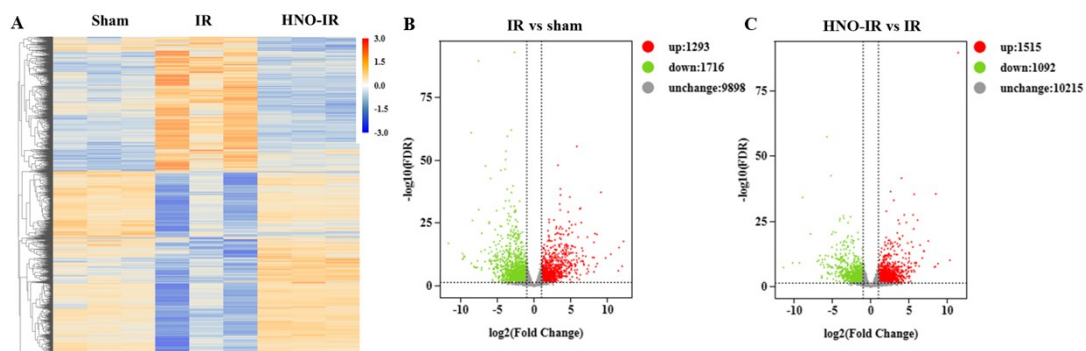 A
Sham IR HNO-IR
3.0
1.5
0
-1.5
-3.0
B
IR vs sham
up:1293
down:1716
unchange:9898
-log10(FDR)
75
50
25
0
-10 -5 0 5 10
log2(Fold Change)
C
HNO-IR vs IR
up:1515
down:1092
unchange:10215
-log10(FDR)
75
50
25
0
-10 -5 0 5 10
log2(Fold Change)